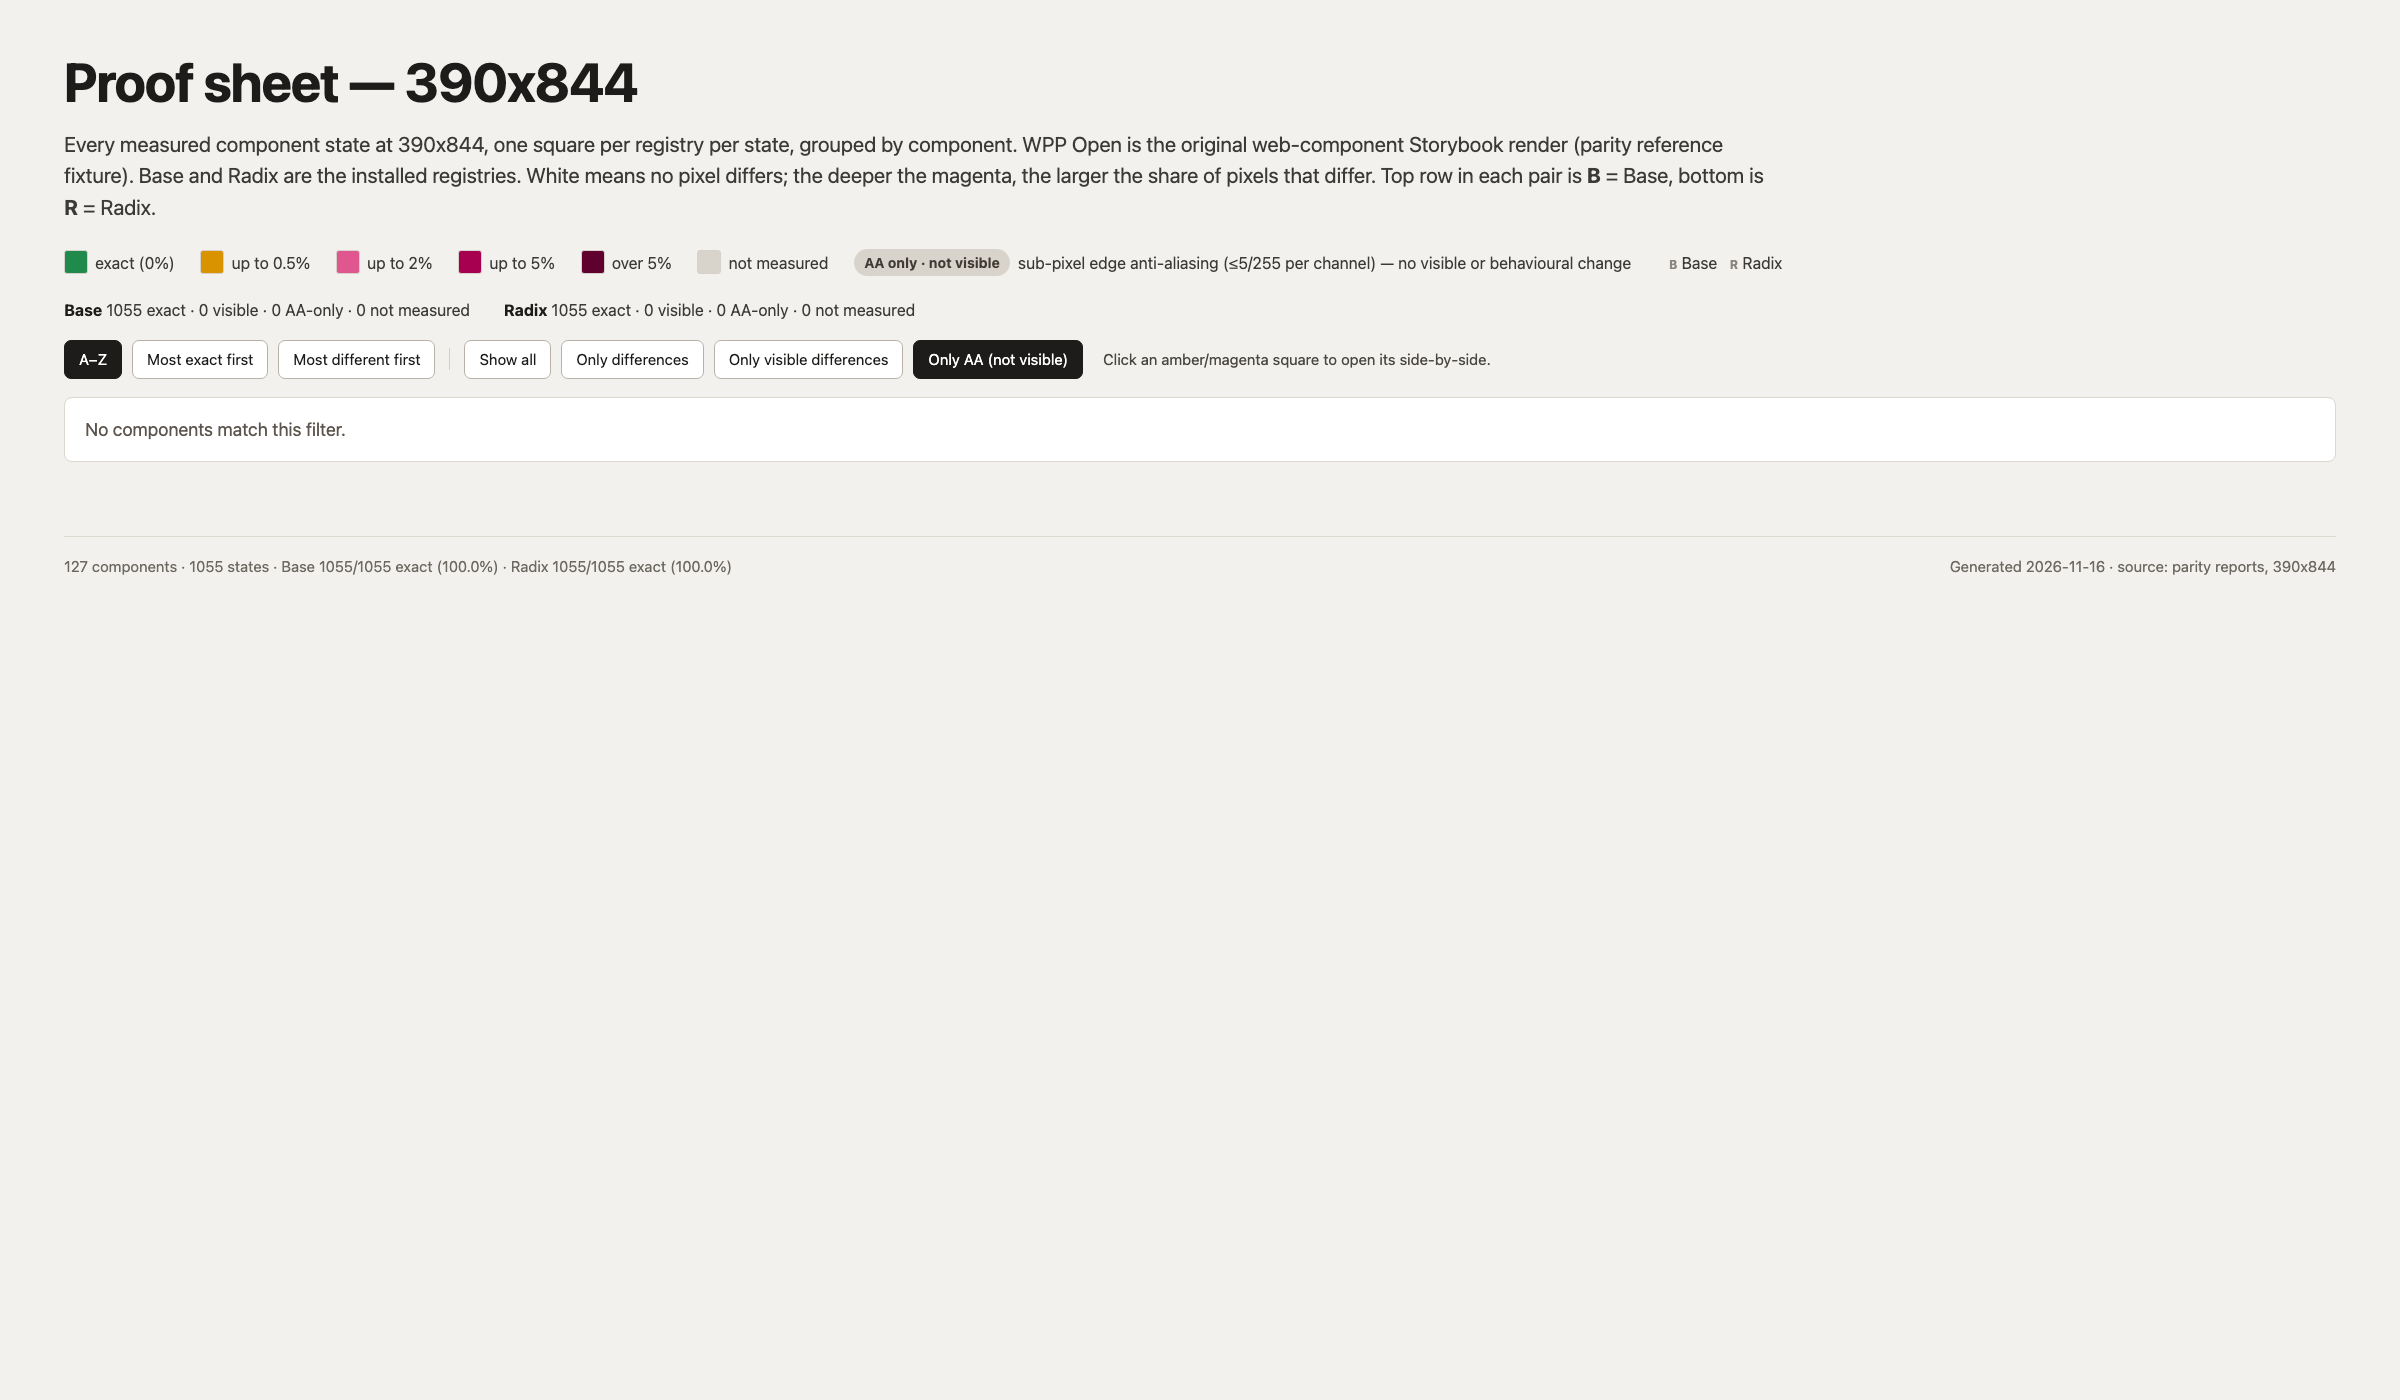 Proof sheet — 390x844
Every measured component state at 390x844, one square per registry per state, grouped by component. WPP Open is the original web-component Storybook render (parity reference
fixture). Base and Radix are the installed registries. White means no pixel differs; the deeper the magenta, the larger the share of pixels that differ. Top row in each pair is B = Base, bottom is
R = Radix.
exact (0%) up to 0.5% up to 2% up to 5% over 5% not measured AA only · not visible sub-pixel edge anti-aliasing (≤5/255 per channel) — no visible or behavioural change B Base R Radix
Base 1055 exact · 0 visible · 0 AA-only · 0 not measured Radix 1055 exact · 0 visible · 0 AA-only · 0 not measured
A–Z Most exact first Most different first Show all Only differences Only visible differences Only AA (not visible) Click an amber/magenta square to open its side-by-side.
No components match this filter.
127 components · 1055 states · Base 1055/1055 exact (100.0%) · Radix 1055/1055 exact (100.0%) Generated 2026-11-16 · source: parity reports, 390x844